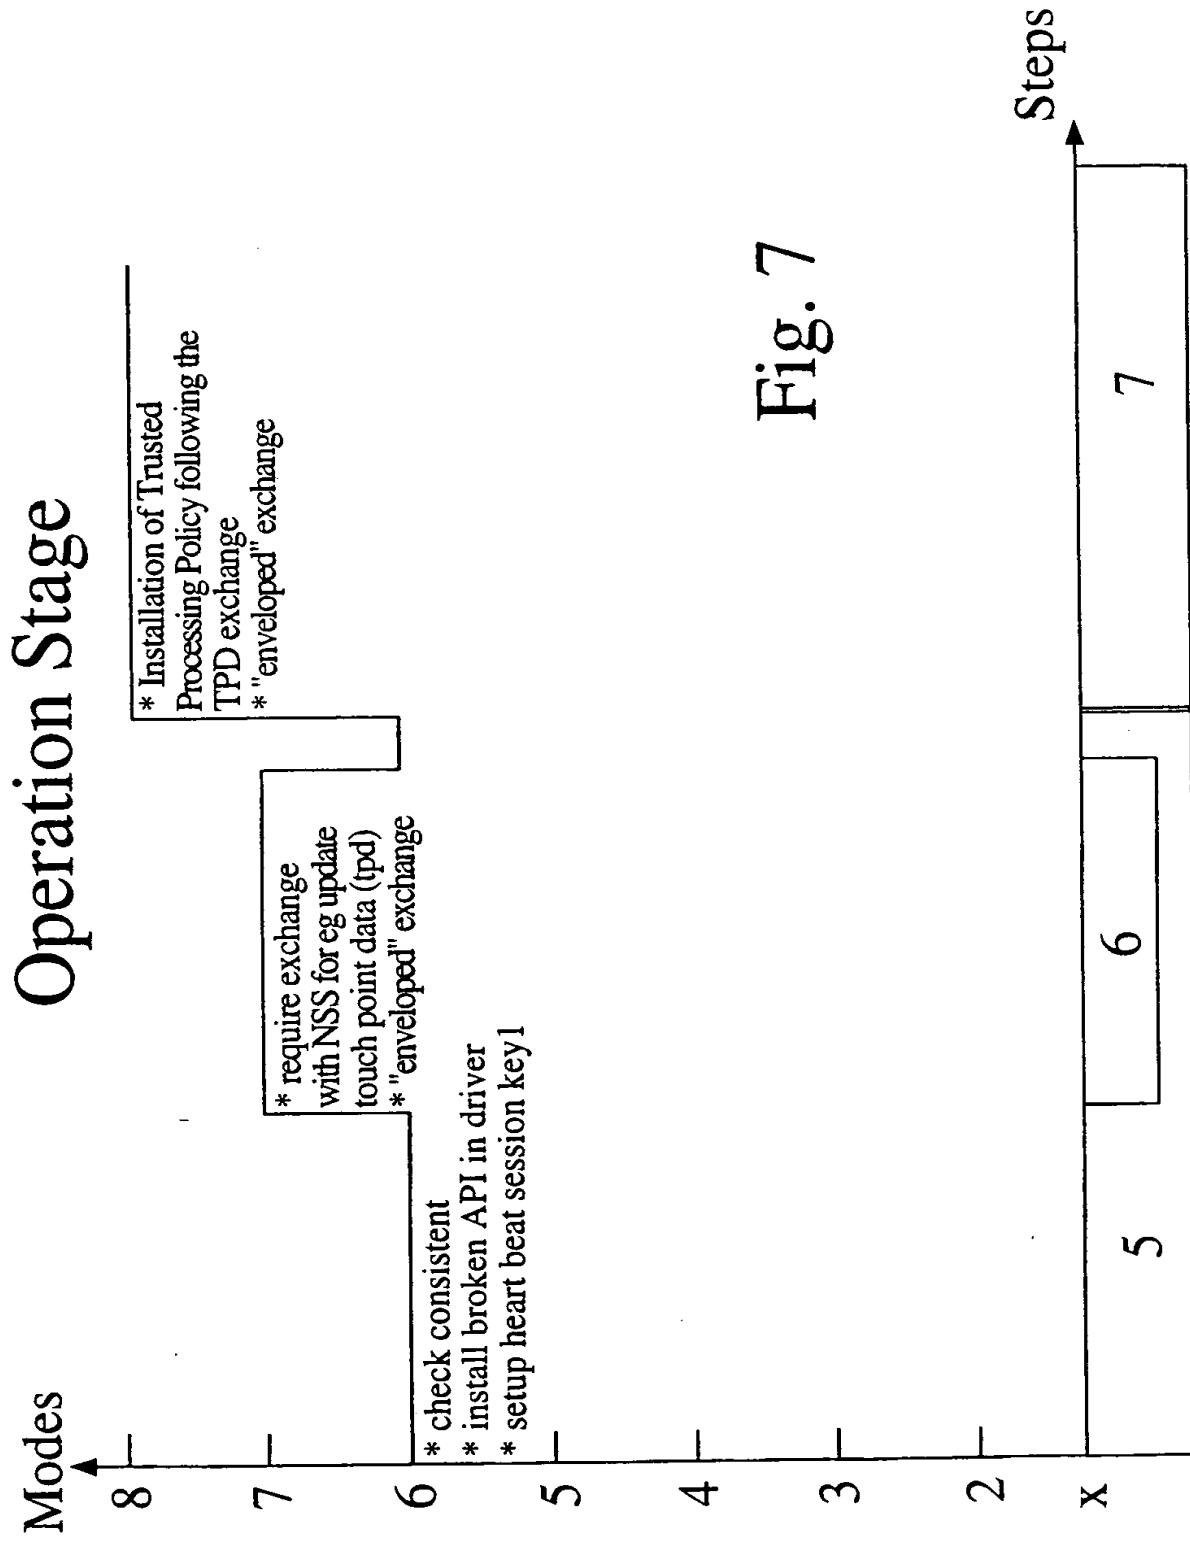 Operation Stage
Modes
8
7
6
5
4
3
2
x
* Installation of Trusted
Processing Policy following the
TPD exchange
* "enveloped" exchange
* require exchange
with NSS for eg update
touch point data (tpd)
* "enveloped" exchange
* check consistent
* install broken API in driver
* setup heart beat session key1
5
6
7
Steps
Fig. 7